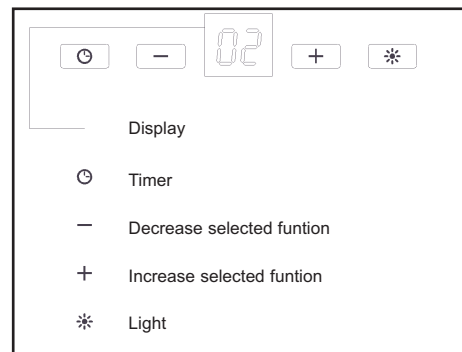 02
Display
Timer
Decrease selected funtion
Increase selected funtion
Light